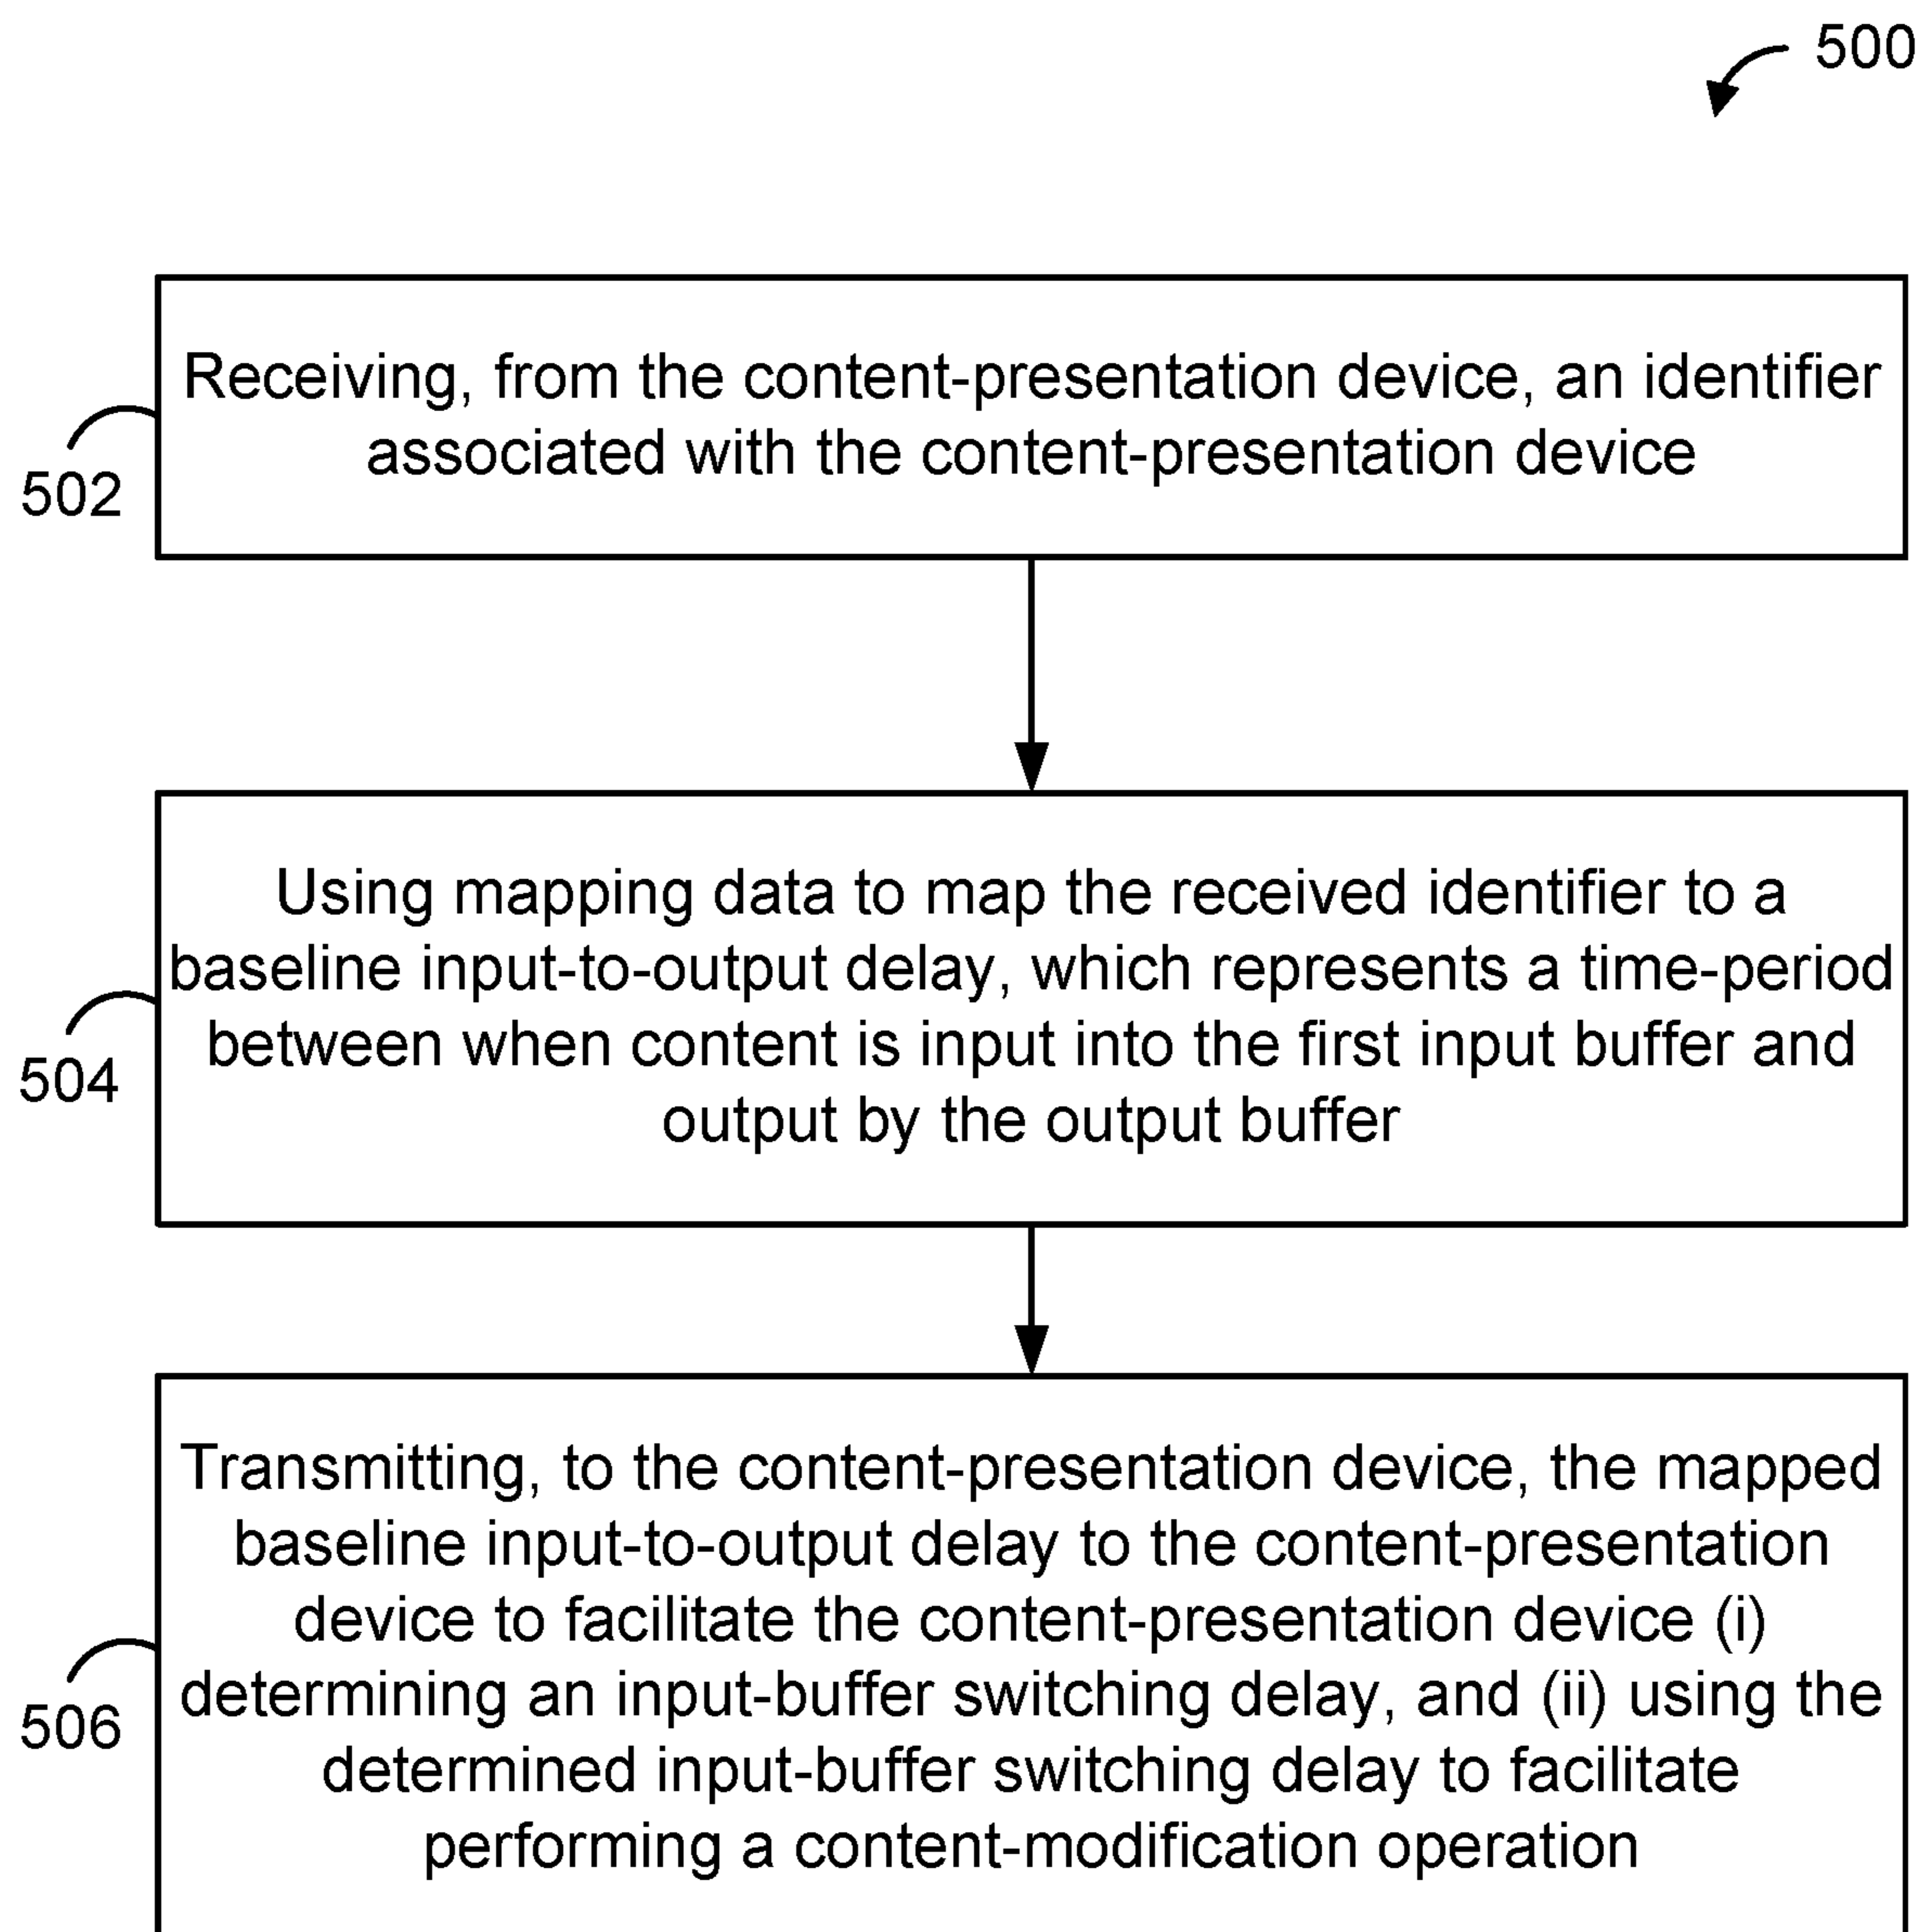 500
Receiving, from the content-presentation device, an identifier
associated with the content-presentation device
502
Using mapping data to map the received identifier to a
baseline input-to-output delay, which represents a time-period
between when content is input into the first input buffer and
output by the output buffer
504
Transmitting, to the content-presentation device, the mapped
baseline input-to-output delay to the content-presentation
device to facilitate the content-presentation device (i)
determining an input-buffer switching delay, and (ii) using the
determined input-buffer switching delay to facilitate
performing a content-modification operation
506